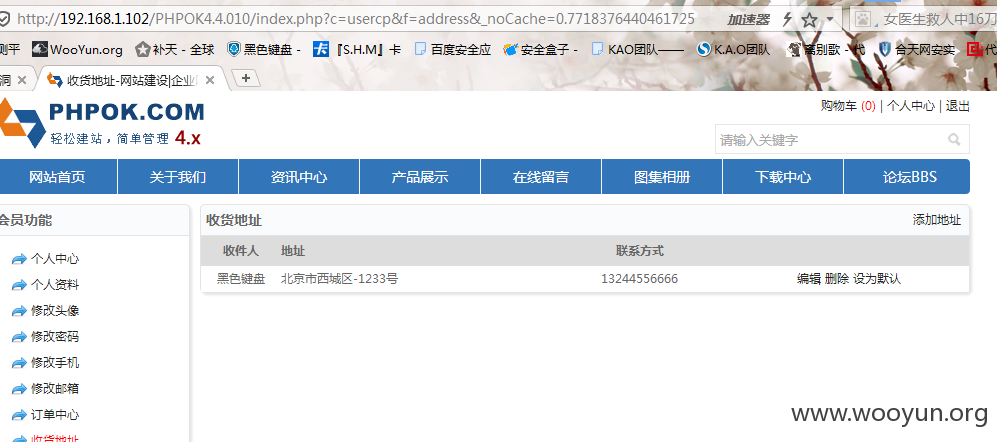 http://192.168.1.102/PHPOK4.4.010/index.php?c=usercp&f=address&_noCache=0.7718376440461725 加速器 女医生救人中16万
测平 WooYun.org 补天 - 全球 黑色键盘 - 『S.H.M』卡 百度安全应 安全盒子 - KAO团队—— K.A.O团队 离别歌 - 代 合天网安实 代
洞 收货地址-网站建设|企业
PHPOK.COM
轻松建站，简单管理 4.x
购物车 (0) | 个人中心 | 退出
请输入关键字
网站首页 关于我们 资讯中心 产品展示 在线留言 图集相册 下载中心 论坛BBS
会员功能
个人中心
个人资料
修改头像
修改密码
修改手机
修改邮箱
订单中心
收货地址
收货地址 添加地址
收件人 地址 联系方式
黑色键盘 北京市西城区-1233号 13244556666 编辑 删除 设为默认
www.wooyun.org